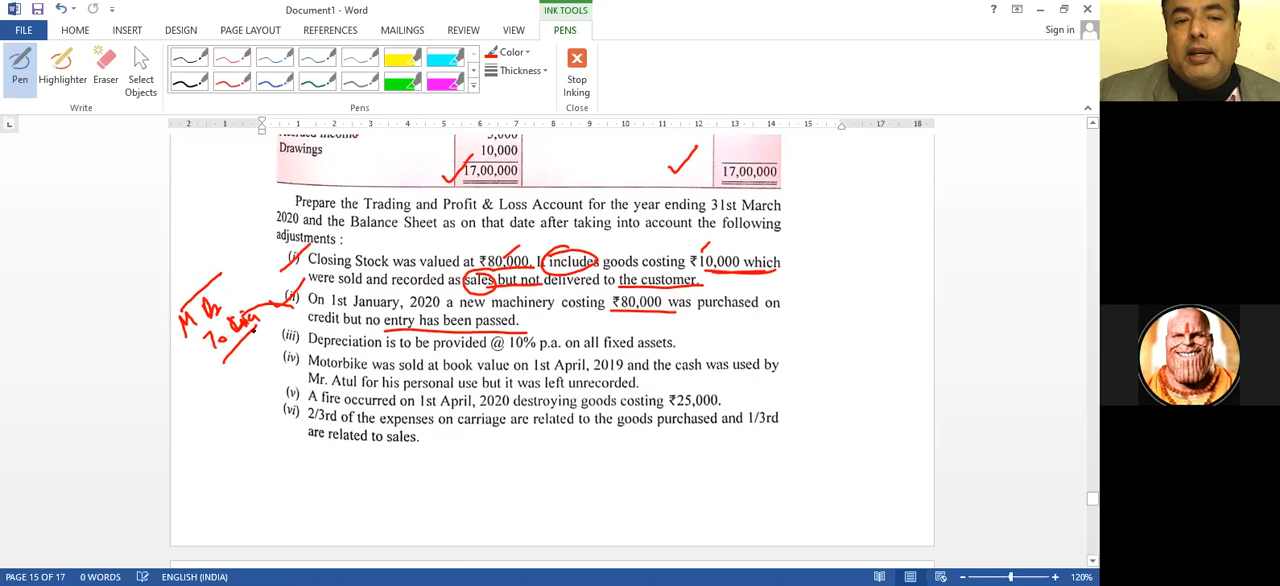 Document1 - Word
INK TOOLS
Sign in
FILE
HOME
INSERT
DESIGN
PAGE LAYOUT
REFERENCES
MAILINGS
REVIEW
VIEW
PENS
Pen
Highlighter
Eraser
Select Objects
Color
Thickness
Stop Inking
Write
Pens
Close
Accrued Income
Drawings 10,000
17,00,000 17,00,000
Prepare the Trading and Profit & Loss Account for the year ending 31st March
2020 and the Balance Sheet as on that date after taking into account the following
adjustments :
(i) Closing Stock was valued at ₹80,000. It includes goods costing ₹10,000 which
were sold and recorded as sales but not delivered to the customer.
(ii) On 1st January, 2020 a new machinery costing ₹80,000 was purchased on
credit but no entry has been passed.
M Dr
To
(iii) Depreciation is to be provided @ 10% p.a. on all fixed assets.
(iv) Motorbike was sold at book value on 1st April, 2019 and the cash was used by
Mr. Atul for his personal use but it was left unrecorded.
(v) A fire occurred on 1st April, 2020 destroying goods costing ₹25,000.
(vi) 2/3rd of the expenses on carriage are related to the goods purchased and 1/3rd
are related to sales.
PAGE 15 OF 17
0 WORDS
ENGLISH (INDIA)
120%